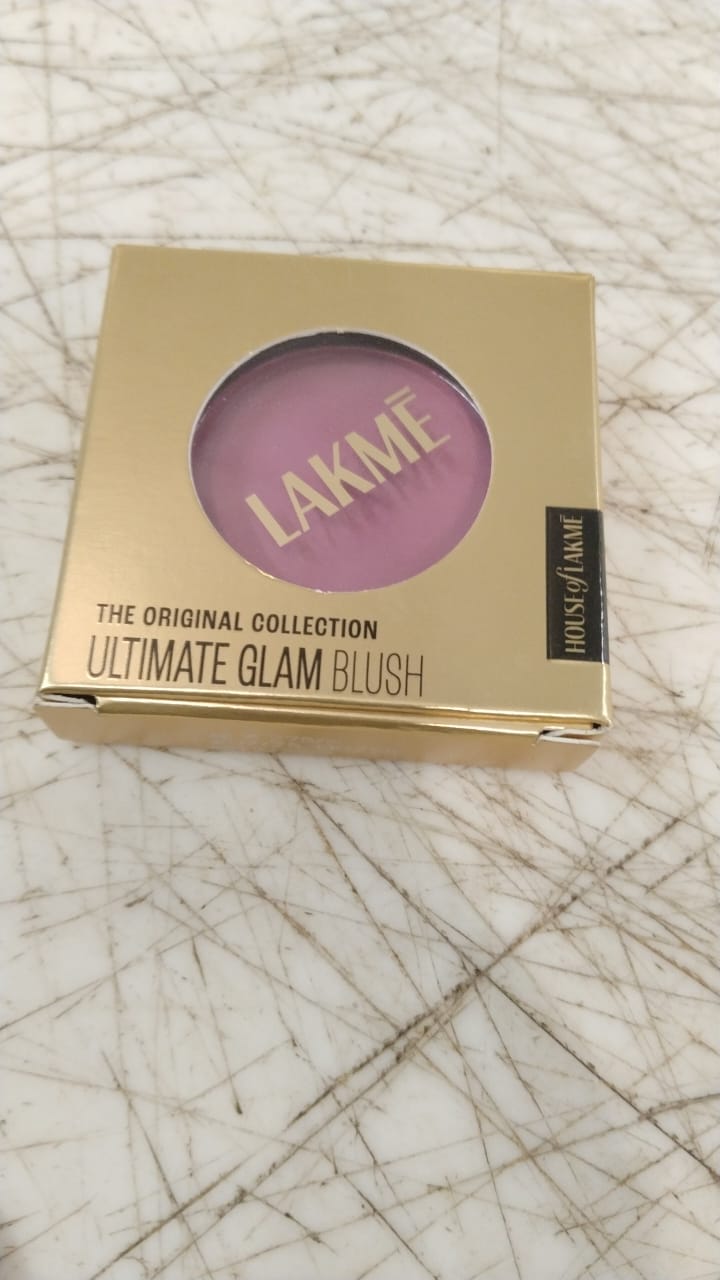 LAKMĒ
THE ORIGINAL COLLECTION
ULTIMATE GLAM BLUSH
HOUSE of LAKMĒ